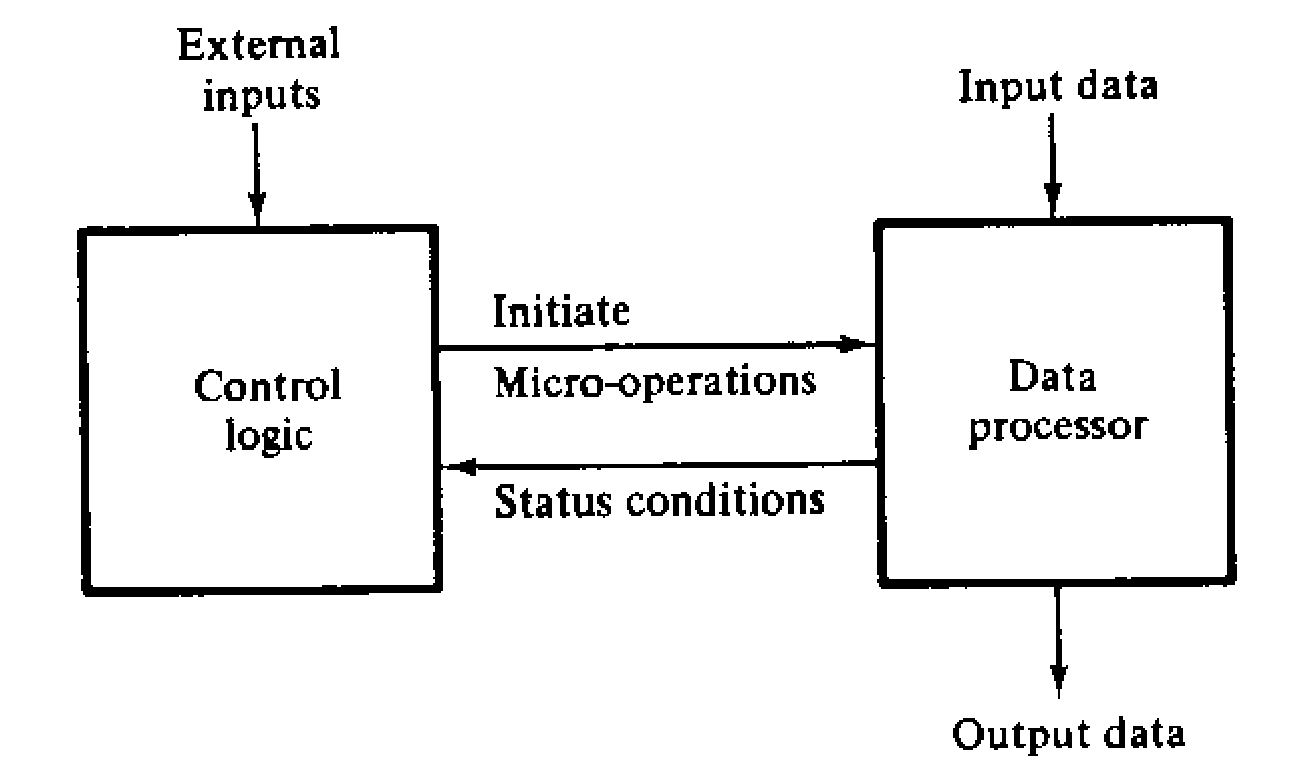 External
inputs
Input data
Initiate
Micro-operations
Control
logic
Data
processor
Status conditions
Output data